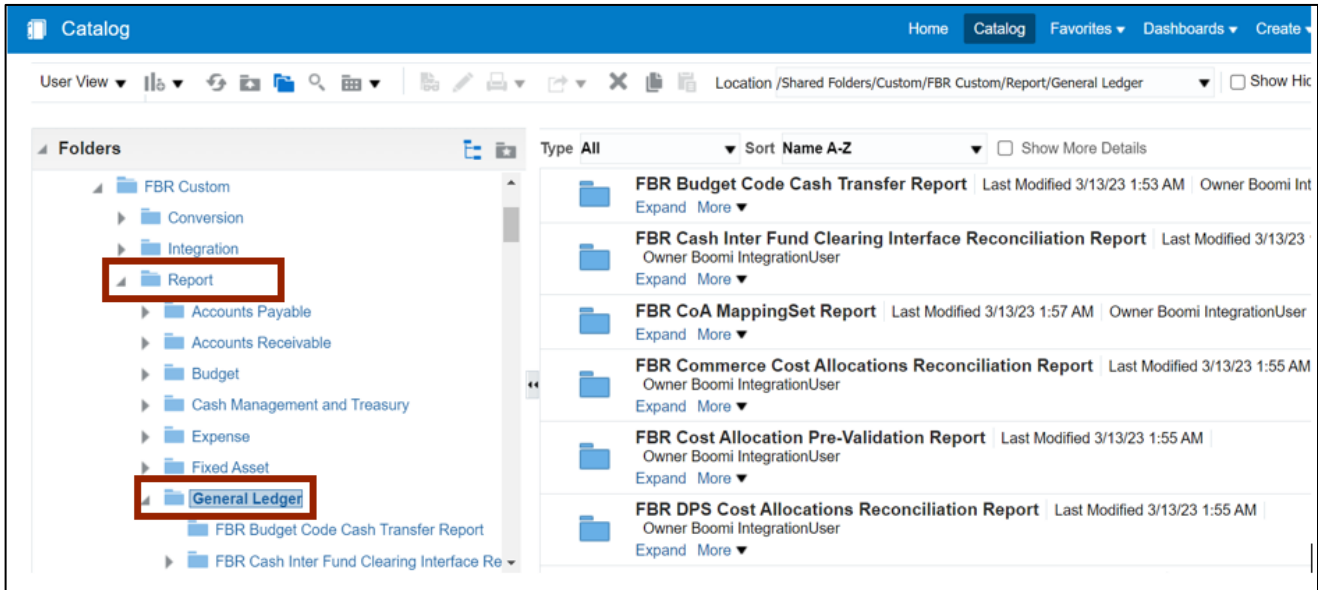 Catalog
Home Catalog Favorites Dashboards Create
User View Location /Shared Folders/Custom/FBR Custom/Report/General Ledger Show Hid
Folders
FBR Custom
Conversion
Integration
Report
Accounts Payable
Accounts Receivable
Budget
Cash Management and Treasury
Expense
Fixed Asset
General Ledger
FBR Budget Code Cash Transfer Report
FBR Cash Inter Fund Clearing Interface Re
Type All Sort Name A-Z Show More Details
FBR Budget Code Cash Transfer Report Last Modified 3/13/23 1:53 AM Owner Boomi Int
Expand More
FBR Cash Inter Fund Clearing Interface Reconciliation Report Last Modified 3/13/23
Owner Boomi IntegrationUser
Expand More
FBR CoA MappingSet Report Last Modified 3/13/23 1:57 AM Owner Boomi IntegrationUser
Expand More
FBR Commerce Cost Allocations Reconciliation Report Last Modified 3/13/23 1:55 AM
Owner Boomi IntegrationUser
Expand More
FBR Cost Allocation Pre-Validation Report Last Modified 3/13/23 1:55 AM
Owner Boomi IntegrationUser
Expand More
FBR DPS Cost Allocations Reconciliation Report Last Modified 3/13/23 1:55 AM
Owner Boomi IntegrationUser
Expand More